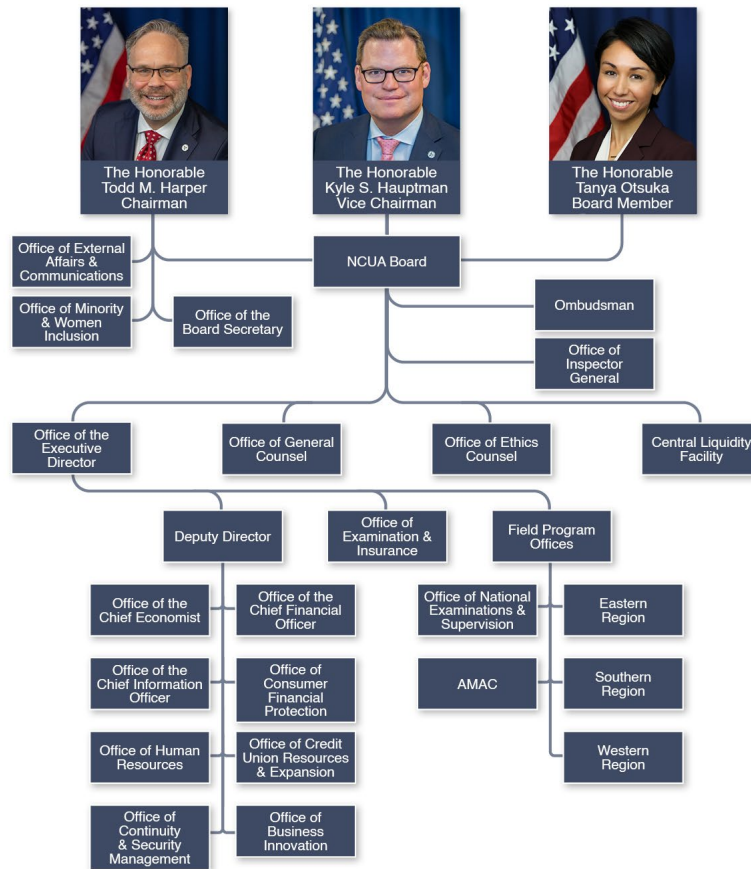 The Honorable
Todd M. Harper
Chairman
The Honorable
Kyle S. Hauptman
Vice Chairman
The Honorable
Tanya Otsuka
Board Member
Office of External
Affairs &
Communications
NCUA Board
Office of Minority
& Women
Inclusion
Office of the
Board Secretary
Ombudsman
Office of
Inspector
General
Office of the
Executive
Director
Office of General
Counsel
Office of Ethics
Counsel
Central Liquidity
Facility
Deputy Director
Office of
Examination &
Insurance
Field Program
Offices
Office of the
Chief Economist
Office of the
Chief Financial
Officer
Office of National
Examinations &
Supervision
Eastern
Region
Office of the
Chief Information
Officer
Office of
Consumer
Financial
Protection
AMAC
Southern
Region
Office of Human
Resources
Office of Credit
Union Resources
& Expansion
Western
Region
Office of
Continuity
& Security
Management
Office of
Business
Innovation